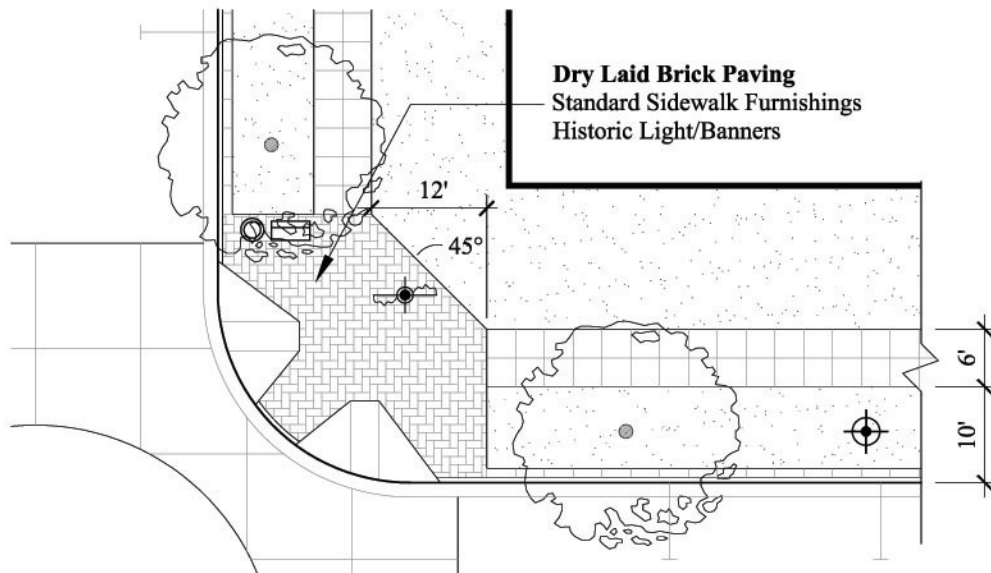 Dry Laid Brick Paving
Standard Sidewalk Furnishings
Historic Light/Banners
12'
45°
6'
10'